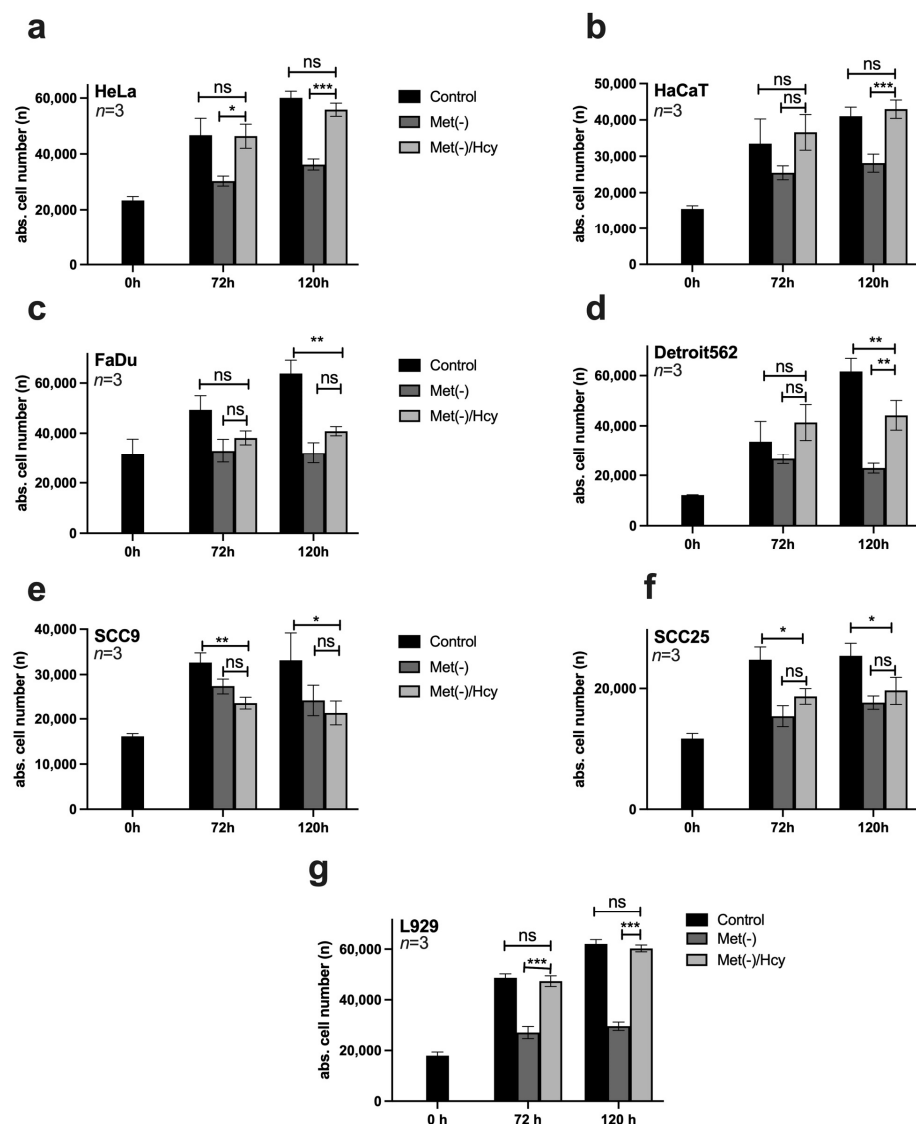 a
HeLa
n=3
abs. cell number (n)
60,000
40,000
20,000
0
ns
*
ns
***
0h
72h
120h
Control
Met(-)
Met(-)/Hcy
b
HaCaT
n=3
abs. cell number (n)
50,000
40,000
30,000
20,000
10,000
0
ns
ns
ns
***
0h
72h
120h
c
FaDu
n=3
abs. cell number (n)
60,000
40,000
20,000
0
ns
ns
**
ns
0h
72h
120h
Control
Met(-)
Met(-)/Hcy
d
Detroit562
n=3
abs. cell number (n)
60,000
40,000
20,000
0
ns
ns
**
**
0h
72h
120h
e
SCC9
n=3
abs. cell number (n)
40,000
30,000
20,000
10,000
0
**
ns
*
ns
0h
72h
120h
Control
Met(-)
Met(-)/Hcy
f
SCC25
n=3
abs. cell number (n)
20,000
0
*
ns
*
ns
0h
72h
120h
g
L929
n=3
abs. cell number (n)
60,000
40,000
20,000
0
ns
***
ns
***
0 h
72 h
120 h
Control
Met(-)
Met(-)/Hcy